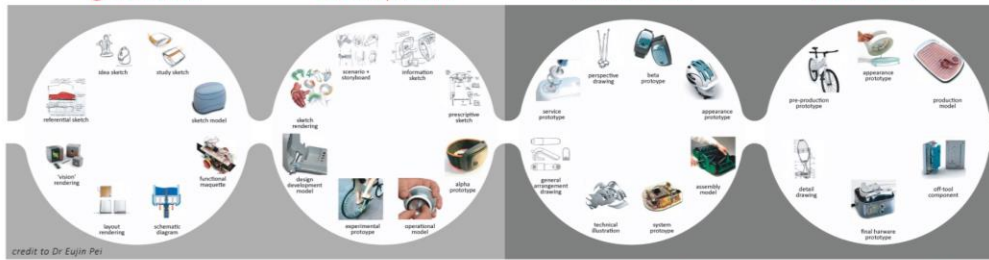 idea sketch
study sketch
referential sketch
sketch model
'vision'
rendering
functional
maquette
layout
rendering
schematic
diagram
scenario +
storyboard
information
sketch
sketch
rendering
prescriptive sketch
design
development
model
alpha
prototype
experimental
protoype
operational
model
perspective
drawing
beta
protoype
service
prototype
appearance
prototype
general
arrangement
drawing
assembly
model
technical
illustration
system
prototype
pre-production
prototype
appearance
prototype
production
model
detail
drawing
off-tool
component
final harware
prototype
credit to Dr Eujin Pei